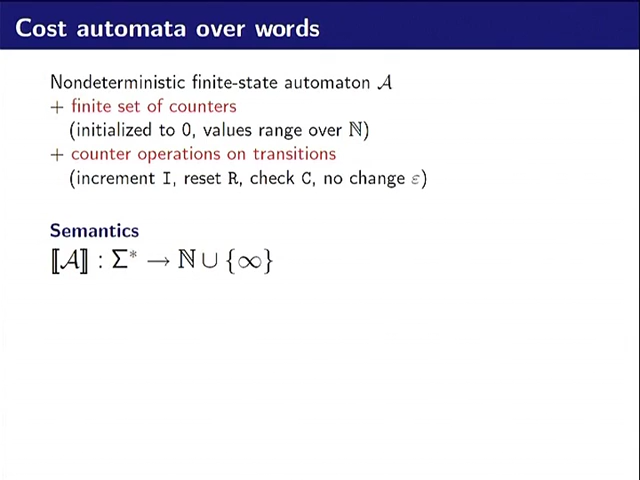 Cost automata over words
Nondeterministic finite-state automaton 𝒜
+ finite set of counters
(initialized to 0, values range over ℕ)
+ counter operations on transitions
(increment I, reset R, check C, no change ε)
Semantics
⟦𝒜⟧ : Σ* → ℕ ∪ {∞}